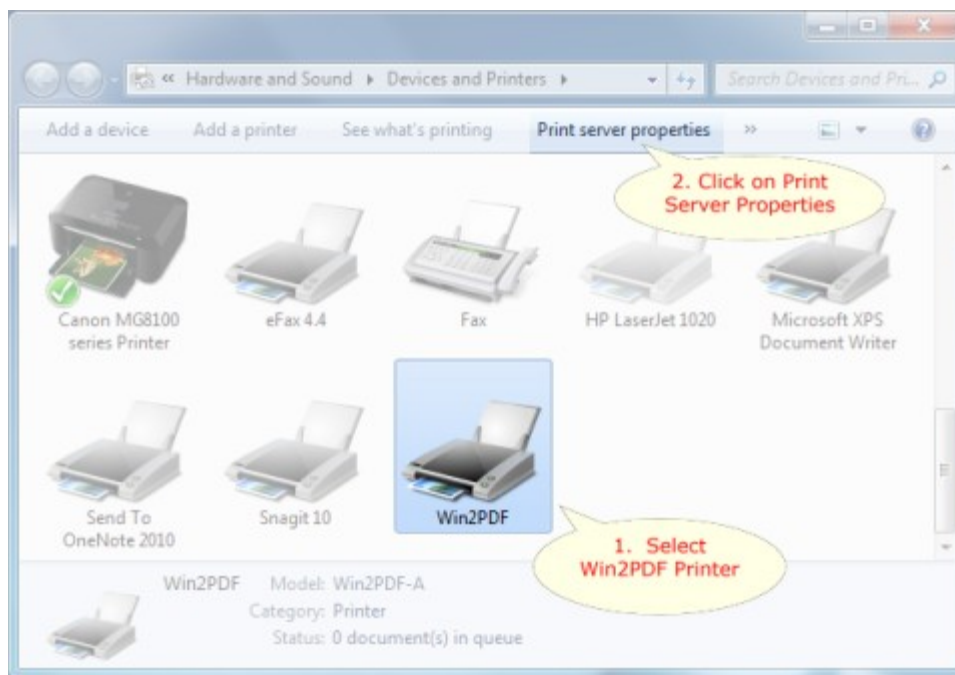 « Hardware and Sound ▸ Devices and Printers ▸ Search Devices and Pri...
Add a device Add a printer See what's printing Print server properties »
2. Click on Print
Server Properties
Canon MG8100
series Printer
eFax 4.4
Fax
HP LaserJet 1020
Microsoft XPS
Document Writer
Send To
OneNote 2010
Snagit 10
Win2PDF
1. Select
Win2PDF Printer
Win2PDF Model: Win2PDF-A
Category: Printer
Status: 0 document(s) in queue